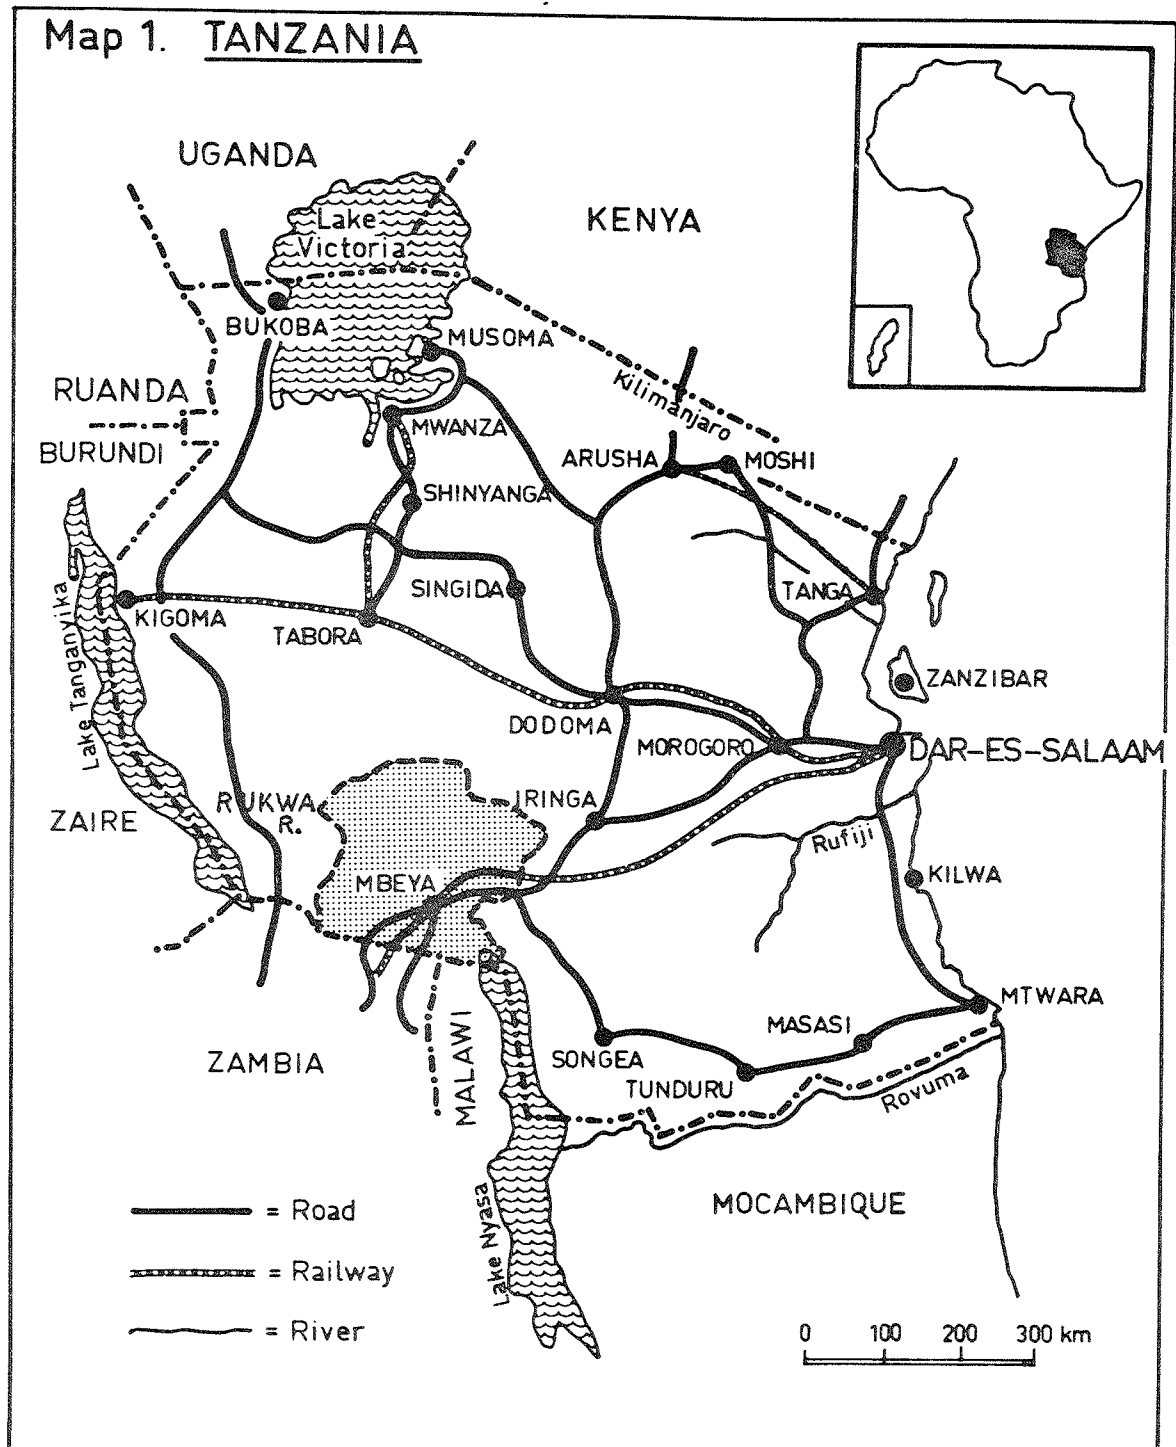 Map 1. TANZANIA
UGANDA
Lake
Victoria
KENYA
BUKOBA
MUSOMA
RUANDA
Kilimanjaro
MWANZA
BURUNDI
ARUSHA
MOSHI
SHINYANGA
SINGIDA
TANGA
KIGOMA
TABORA
Lake Tanganyika
ZANZIBAR
DODOMA
MOROGORO
DAR-ES-SALAAM
RUKWA
R.
IRINGA
ZAIRE
Rufiji
MBEYA
KILWA
MTWARA
MASASI
SONGEA
ZAMBIA
MALAWI
TUNDURU
Rovuma
MOCAMBIQUE
Lake Nyasa
= Road
= Railway
= River
0 100 200 300 km